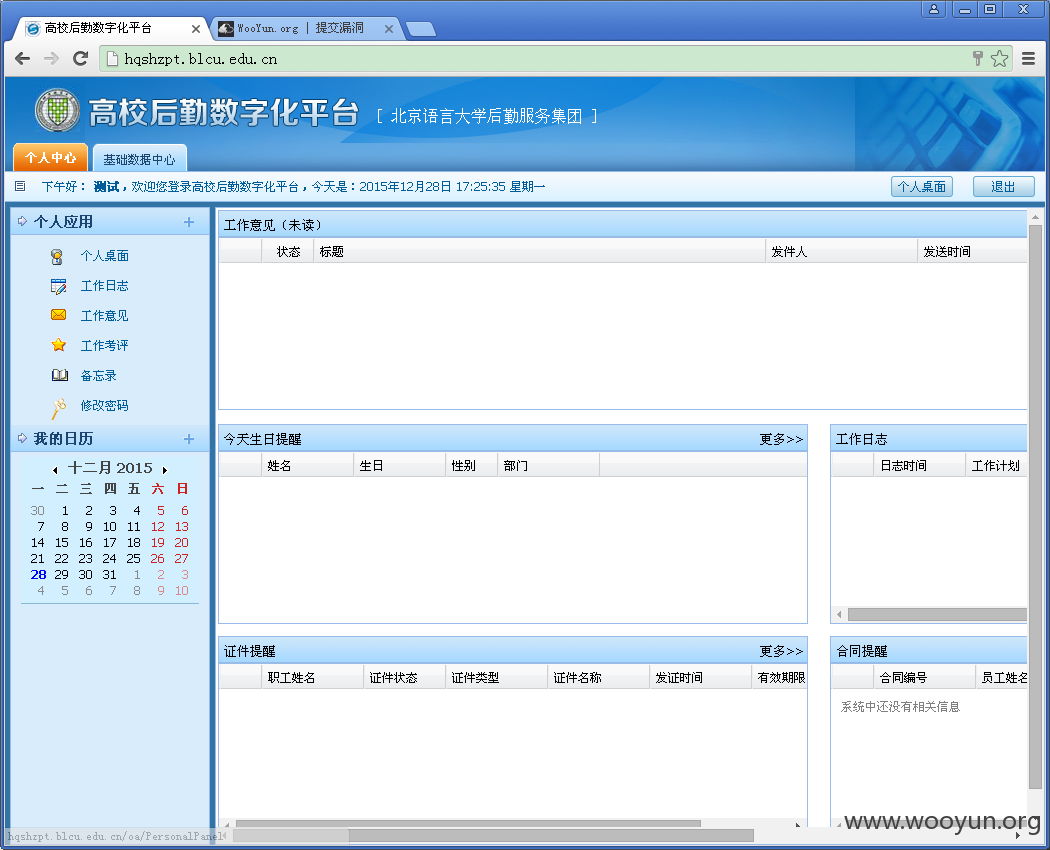 高校后勤数字化平台
WooYun.org | 提交漏洞
hqshzpt.blcu.edu.cn
高校后勤数字化平台 [ 北京语言大学后勤服务集团 ]
个人中心 基础数据中心
下午好： 测试，欢迎您登录高校后勤数字化平台，今天是：2015年12月28日 17:25:35 星期一
个人桌面 退出
个人应用
个人桌面
工作日志
工作意见
工作考评
备忘录
修改密码
我的日历
十二月 2015
一 二 三 四 五 六 日
30 1 2 3 4 5 6
7 8 9 10 11 12 13
14 15 16 17 18 19 20
21 22 23 24 25 26 27
28 29 30 31 1 2 3
4 5 6 7 8 9 10
工作意见（未读）
状态 标题 发件人 发送时间
今天生日提醒 更多>>
姓名 生日 性别 部门
工作日志
日志时间 工作计划
证件提醒 更多>>
职工姓名 证件状态 证件类型 证件名称 发证时间 有效期限
合同提醒
合同编号 员工姓名
系统中还没有相关信息
hqshzpt.blcu.edu.cn/oa/PersonalPanel
www.wooyun.org